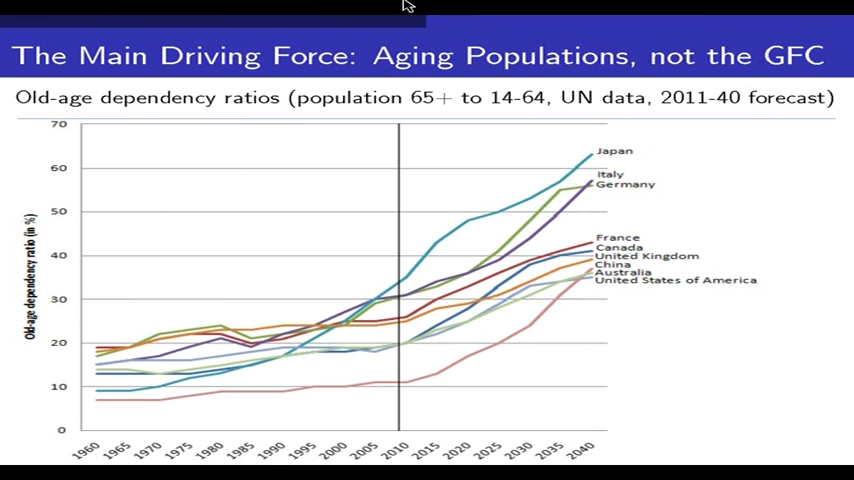 The Main Driving Force: Aging Populations, not the GFC
Old-age dependency ratios (population 65+ to 14-64, UN data, 2011-40 forecast)
70
60
50
40
30
20
10
0
Old-age dependency ratio (in %)
Japan
Italy
Germany
France
Canada
United Kingdom
China
Australia
United States of America
1960 1965 1970 1975 1980 1985 1990 1995 2000 2005 2010 2015 2020 2025 2030 2035 2040